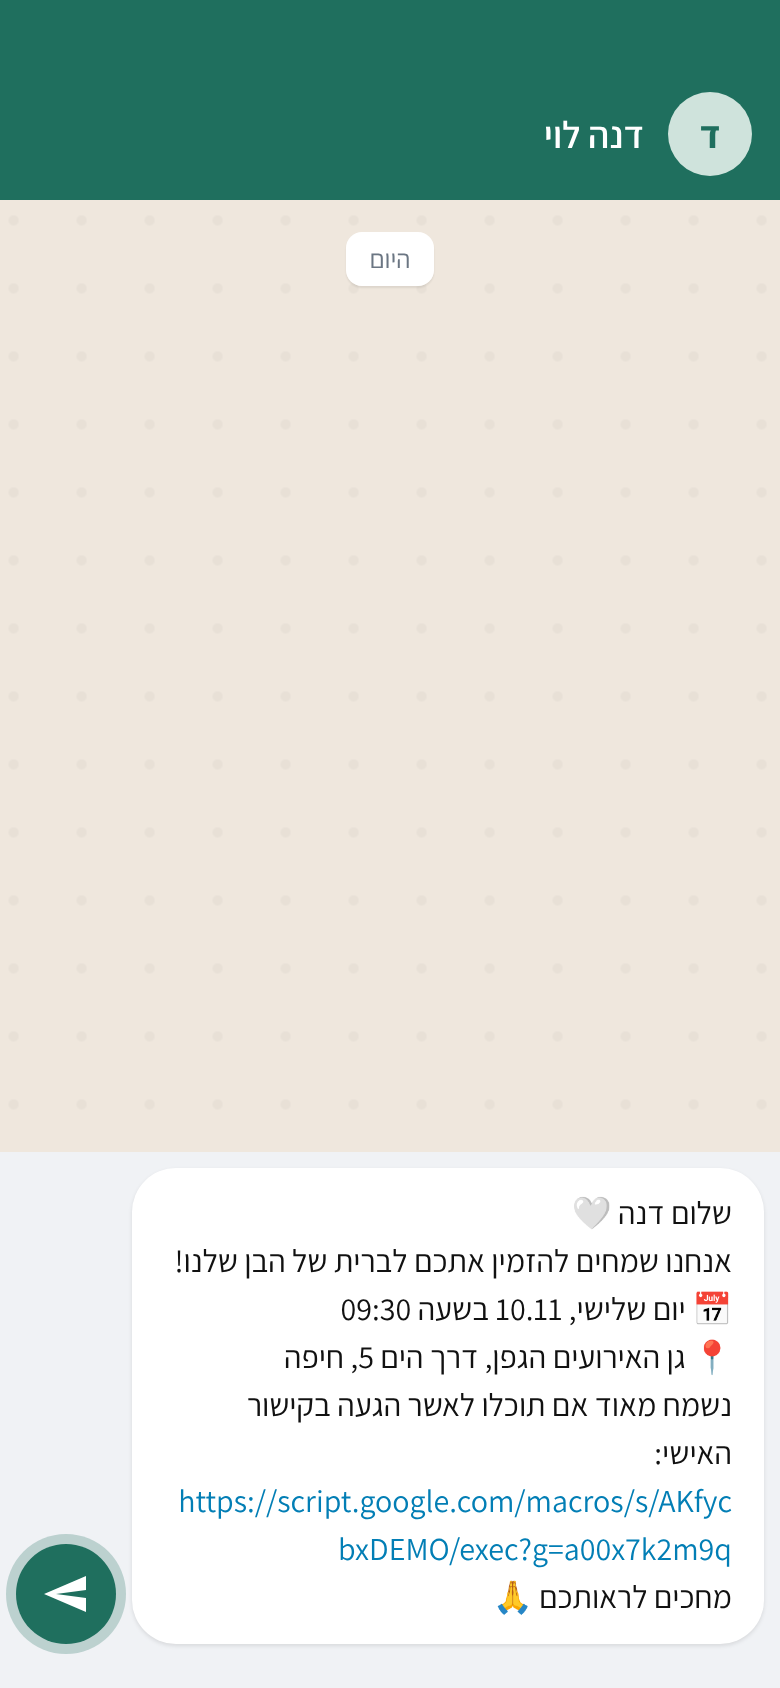 ד
דנה לוי
היום
שלום דנה 🤍
אנחנו שמחים להזמין אתכם לברית של הבן שלנו!
📅 יום שלישי, 10.11 בשעה 09:30
📍 גן האירועים הגפן, דרך הים 5, חיפה
נשמח מאוד אם תוכלו לאשר הגעה בקישור
האישי:
https://script.google.com/macros/s/AKfyc
bxDEMO/exec?g=a00x7k2m9q
מחכים לראותכם 🙏